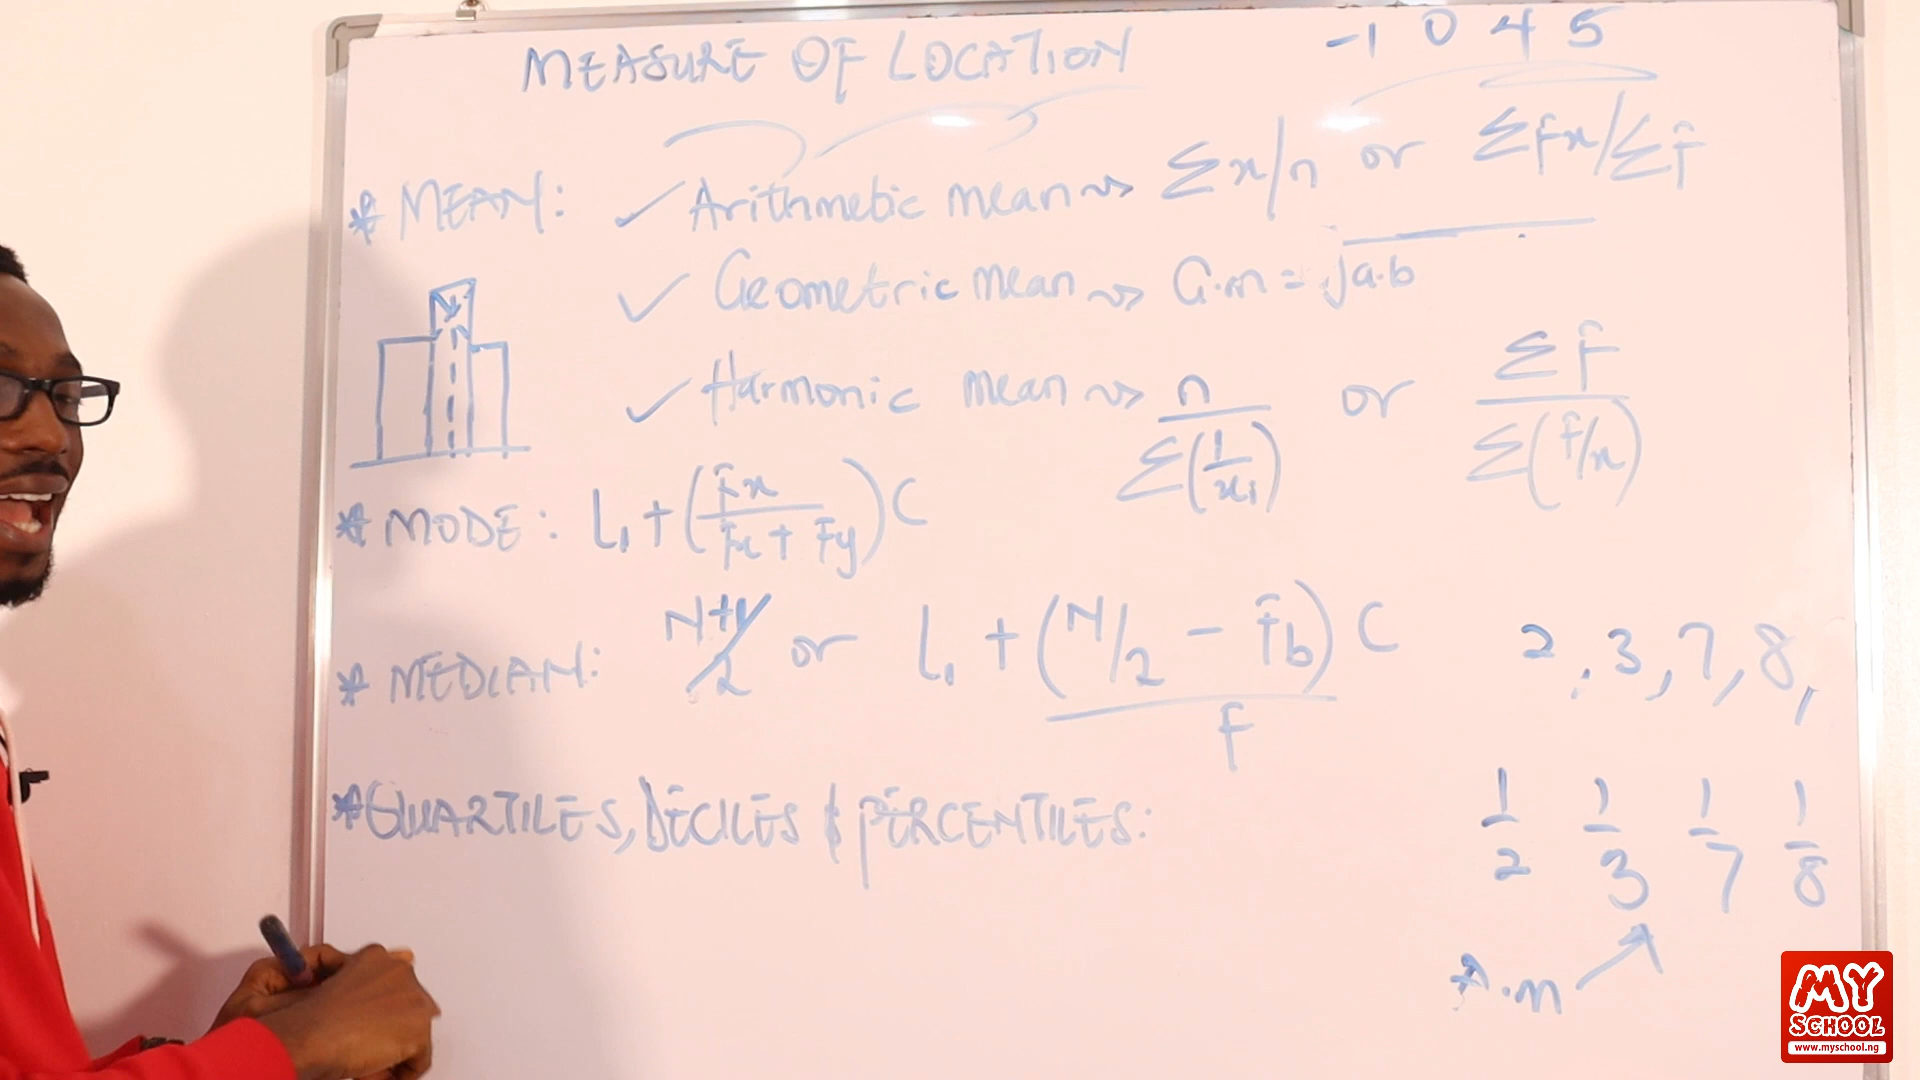 MEASURE OF LOCATION
-1 0 4 5
* MEAN: ✓ Arithmetic mean → Σx/n or Σfx/Σf
✓ Geometric mean → G.m = √a.b
✓ Harmonic mean → n/Σ(1/xi) or Σf/Σ(f/x)
* MODE: L1 + (fx/(fx + fy)) C
* MEDIAN: N+1/2 or L1 + (N/2 - fb) C / f
2, 3, 7, 8,
* QUARTILES, DECILES & PERCENTILES:
1/2 1/3 1/7 1/8
A.m
MY
SCHOOL
www.myschool.ng